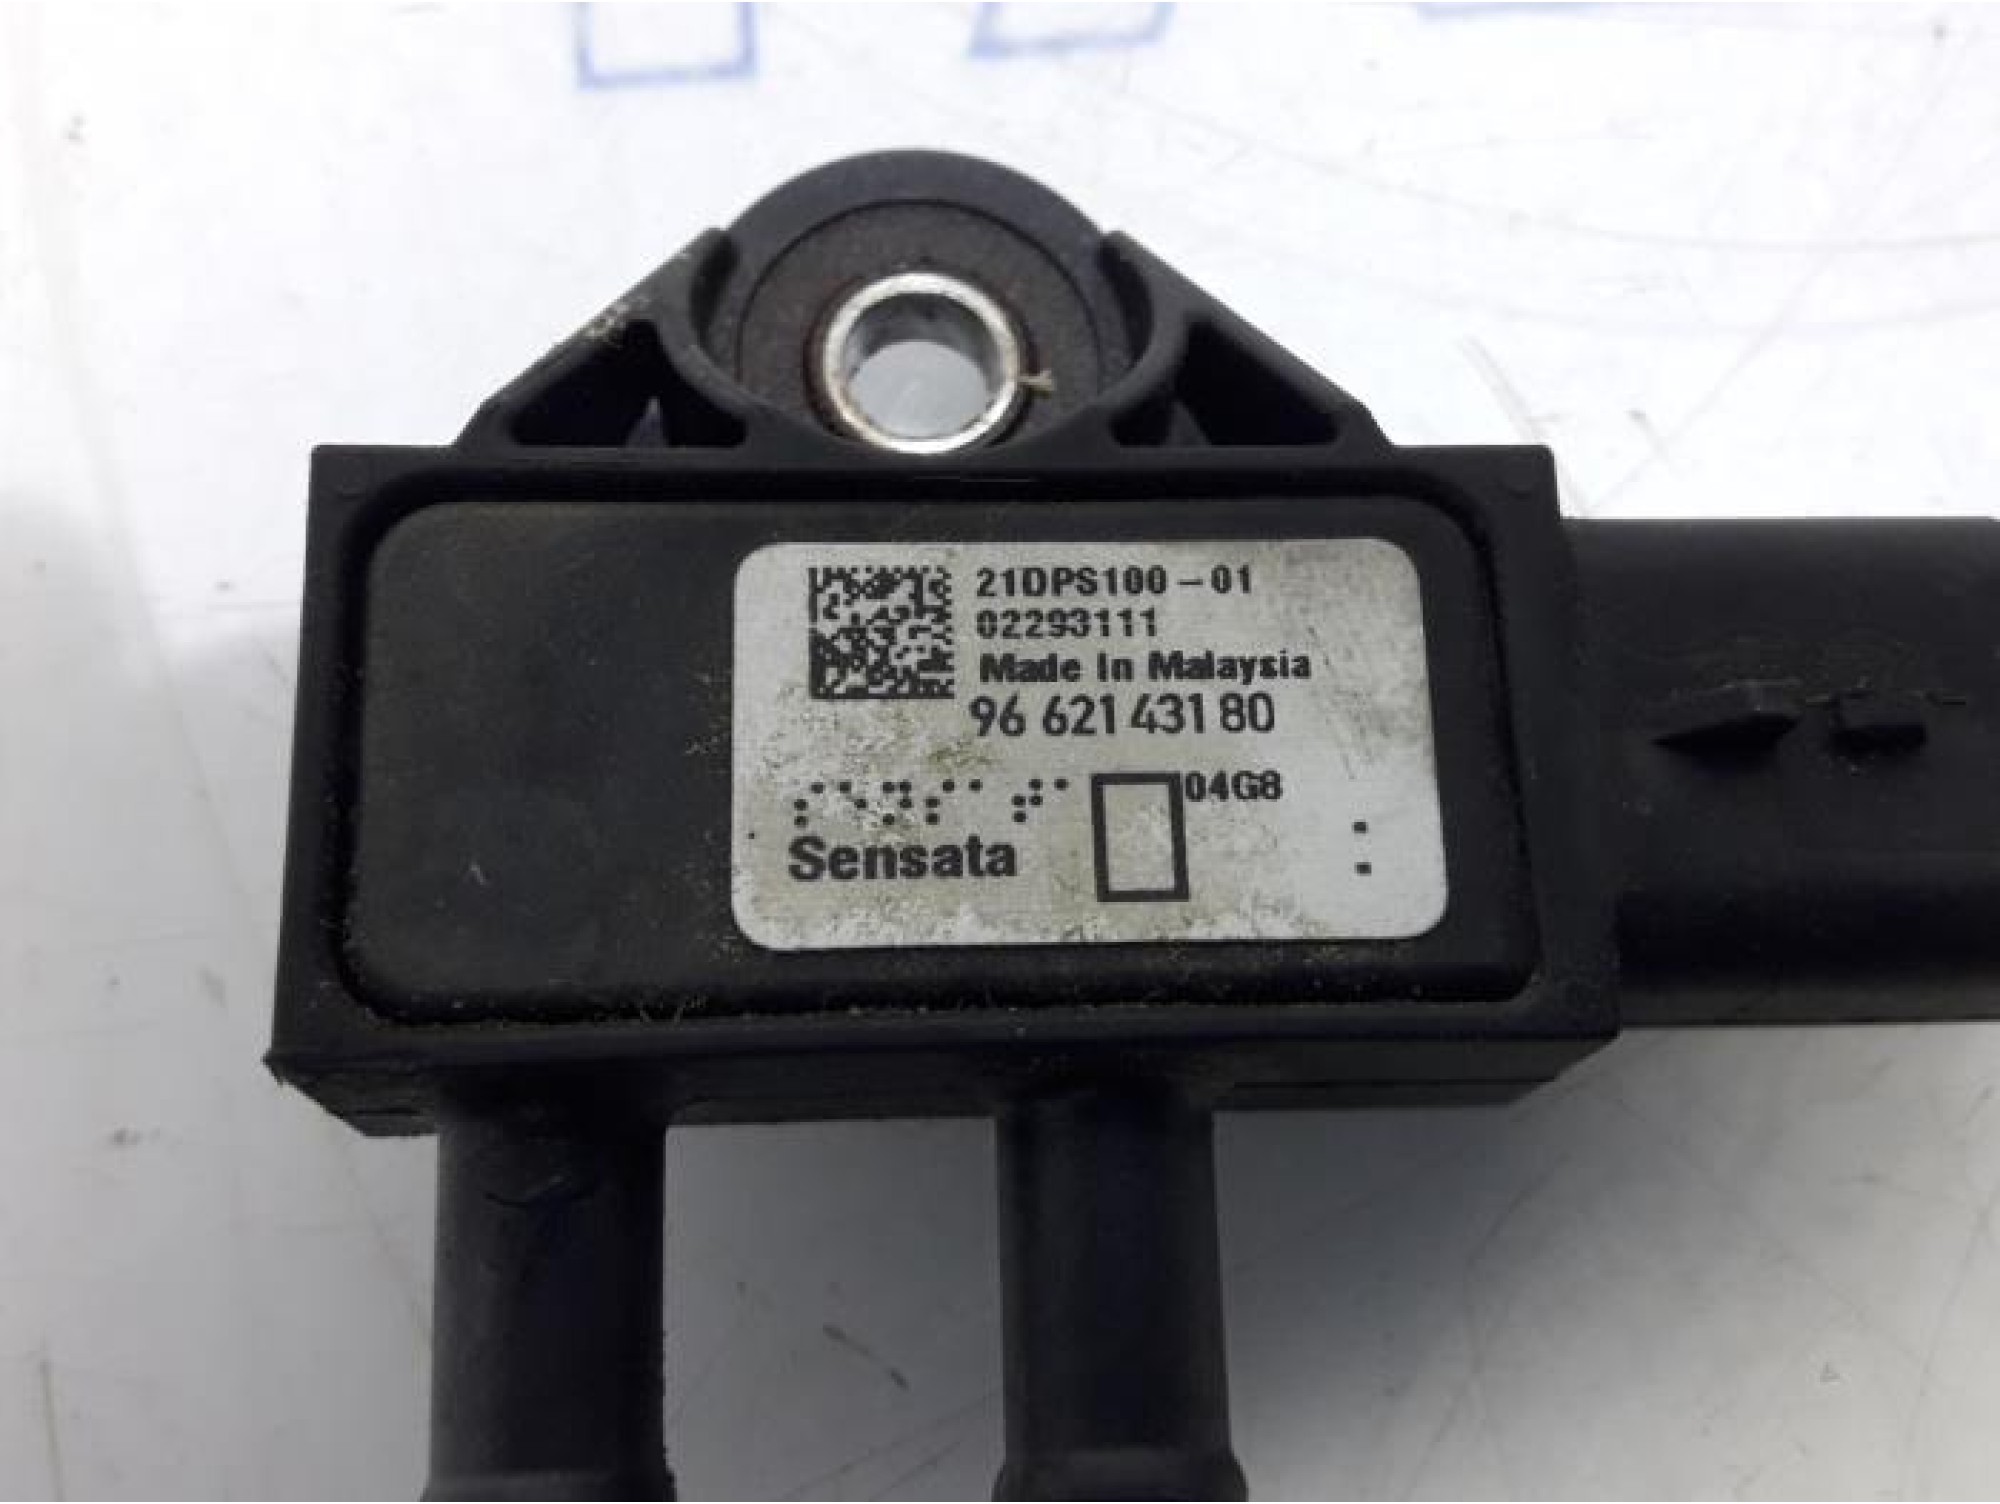 21DPS100-01
02293111
Made In Malaysia
96 621 431 80
04G8
Sensata